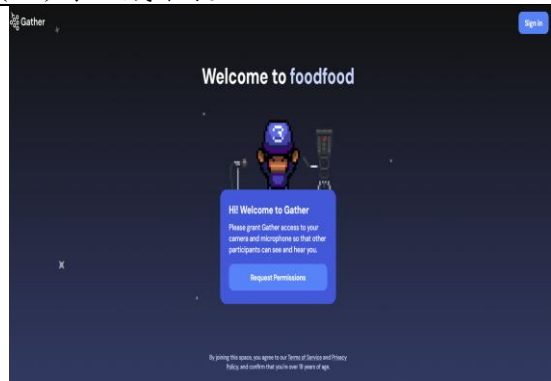 Gather
Sign in
Welcome to foodfood
3
Hi! Welcome to Gather
Please grant Gather access to your
camera and microphone so that other
participants can see and hear you.
Request Permissions
By joining this space, you agree to our Terms of Service and Privacy
Policy, and confirm that you're over 18 years of age.